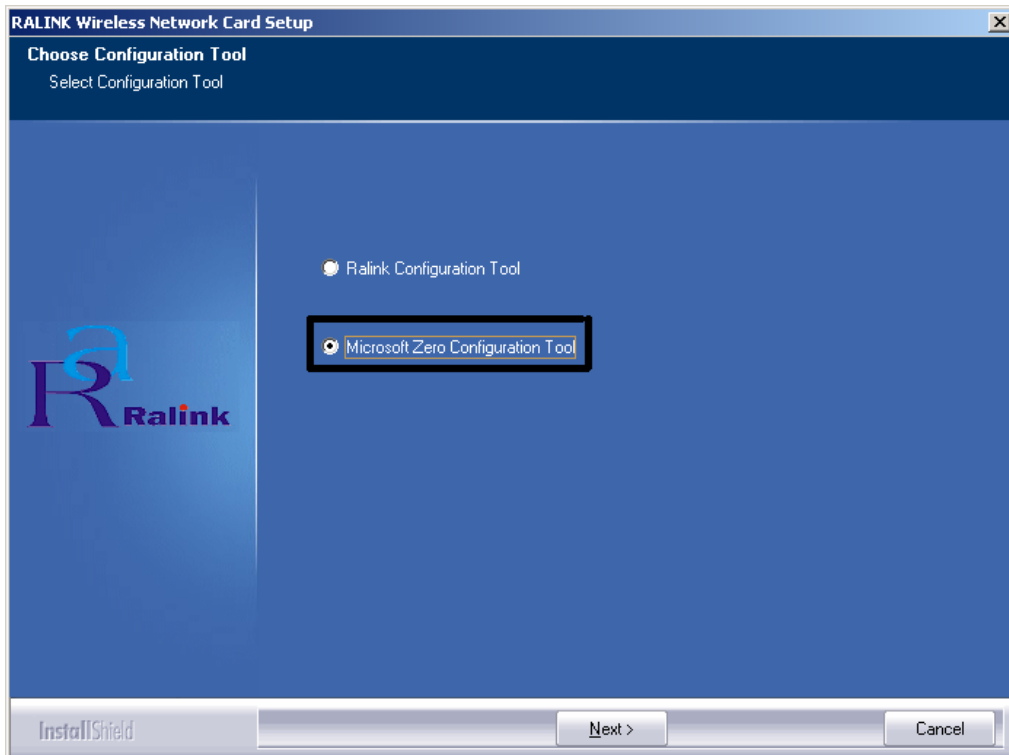 RALINK Wireless Network Card Setup
Choose Configuration Tool
Select Configuration Tool
Ralink Configuration Tool
Microsoft Zero Configuration Tool
Ralink
InstallShield
Next >
Cancel